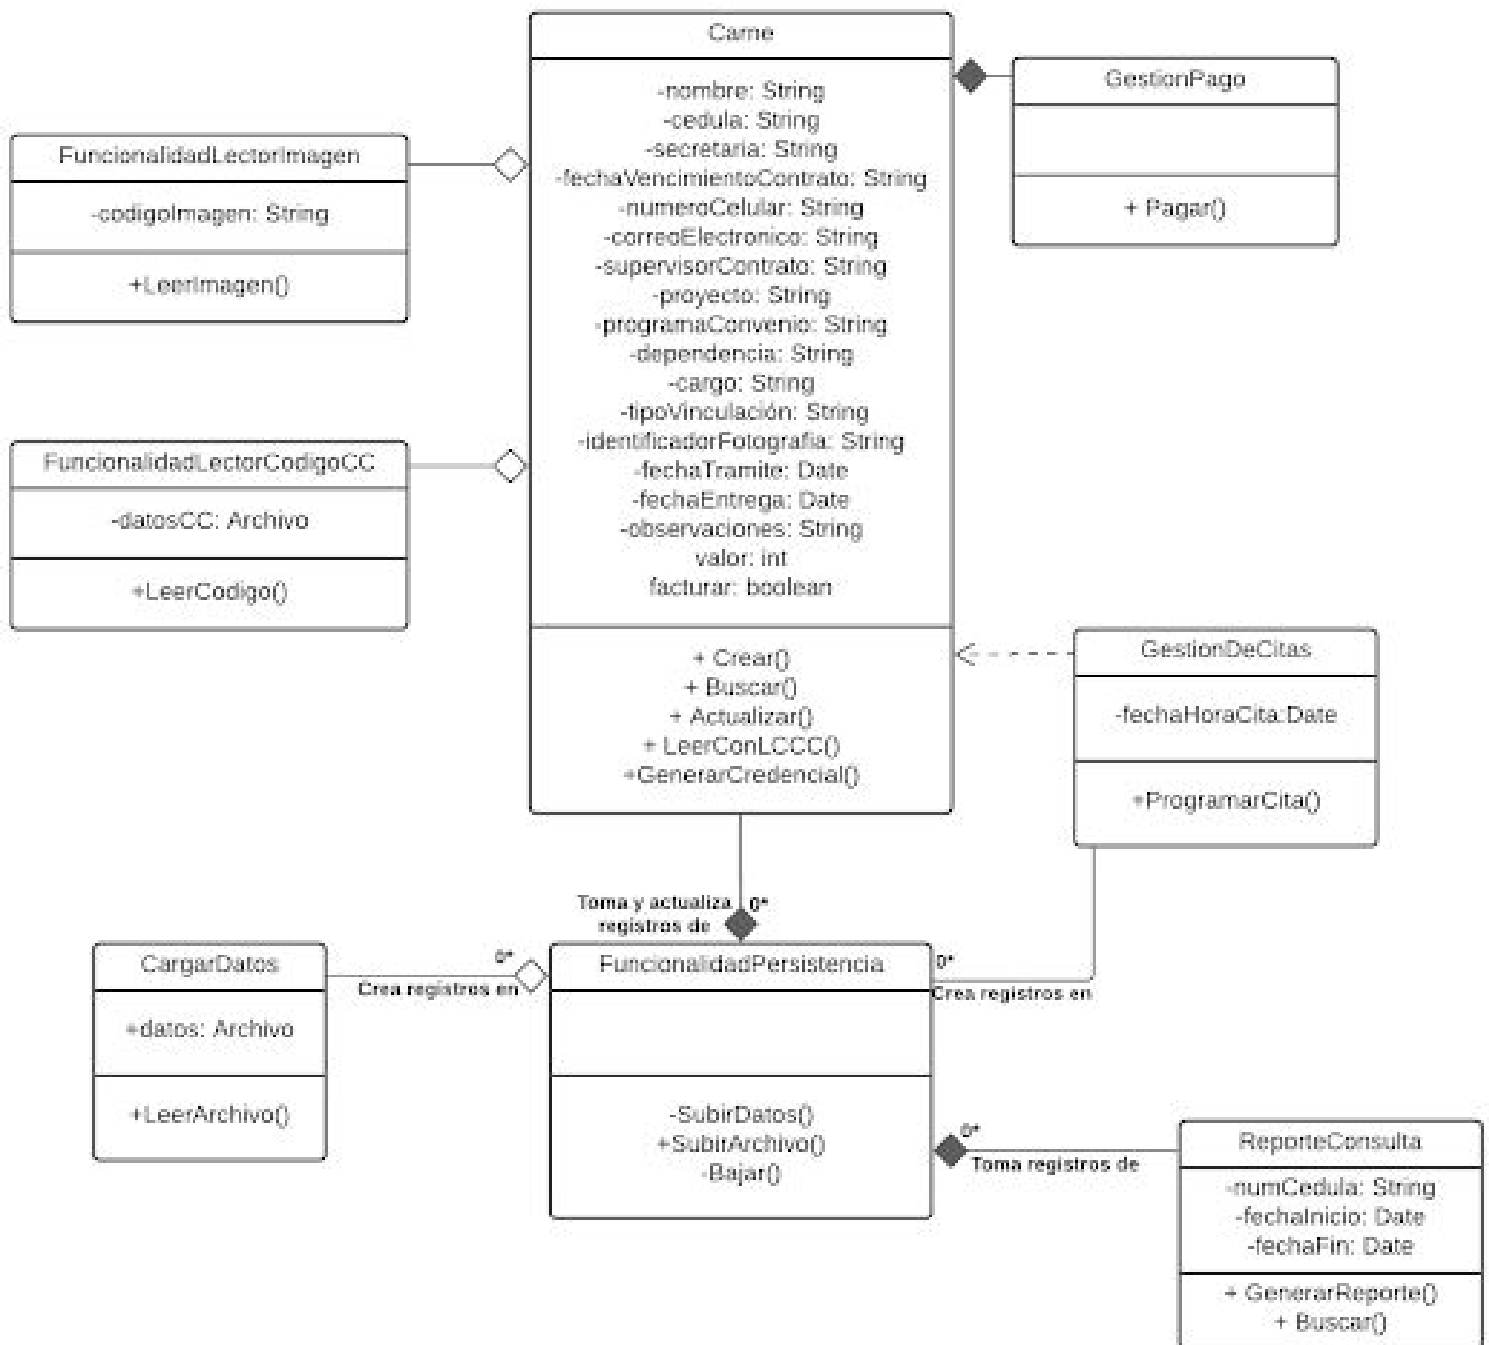 Carne
-nombre: String
-cedula: String
-secretaria: String
-fechaVencimientoContrato: String
-numeroCelular: String
-correoElectronico: String
-supervisorContrato: String
-proyecto: String
-programaConvenio: String
-dependencia: String
-cargo: String
-tipoVinculación: String
-identificadorFotografia: String
-fechaTramite: Date
-fechaEntrega: Date
-observaciones: String
valor: int
facturar: boolean
+ Crear()
+ Buscar()
+ Actualizar()
+ LeerConLCCC()
+GenerarCredencial()
GestionPago
+ Pagar()
FuncionalidadLectorImagen
-codigoImagen: String
+LeerImagen()
FuncionalidadLectorCodigoCC
-datosCC: Archivo
+LeerCodigo()
GestionDeCitas
-fechaHoraCita:Date
+ProgramarCita()
Toma y actualiza
registros de
0*
CargarDatos
+datos: Archivo
+LeerArchivo()
0*
Crea registros en
FuncionalidadPersistencia
-SubirDatos()
+SubirArchivo()
-Bajar()
0*
Crea registros en
0*
Toma registros de
ReporteConsulta
-numCedula: String
-fechaInicio: Date
-fechaFin: Date
+ GenerarReporte()
+ Buscar()